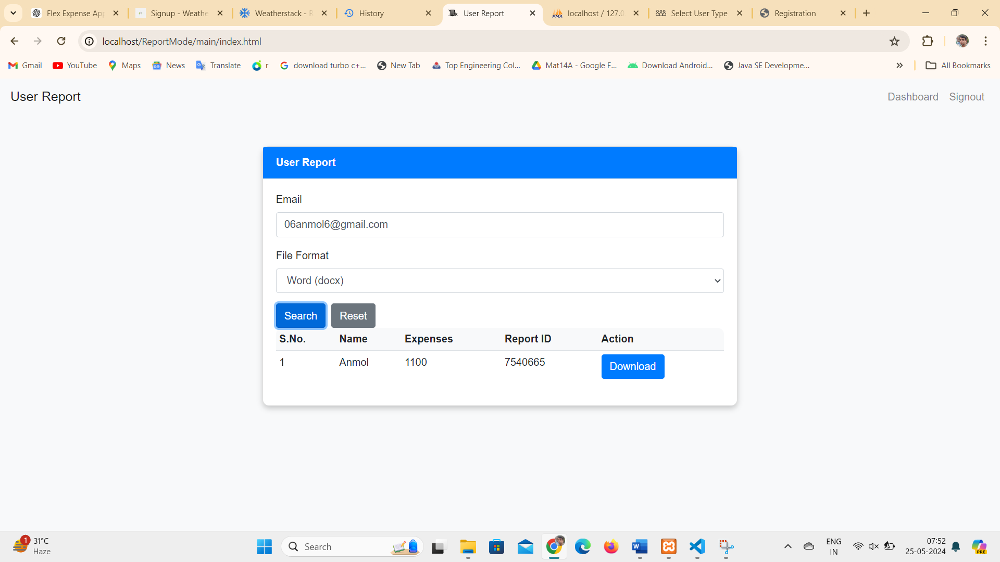 Flex Expense App
Signup - Weathe
Weatherstack - R
History
User Report
localhost / 127.0
Select User Type
Registration
localhost/ReportMode/main/index.html
Gmail
YouTube
Maps
News
Translate
r
download turbo c+...
New Tab
Top Engineering Col...
Mat14A - Google F...
Download Android...
Java SE Developme...
All Bookmarks
User Report
Dashboard
Signout
User Report
Email
06anmol6@gmail.com
File Format
Word (docx)
Search
Reset
S.No. Name Expenses Report ID Action
1 Anmol 1100 7540665 Download
1
31°C
Haze
Search
ENG
IN
07:52
25-05-2024
PRE